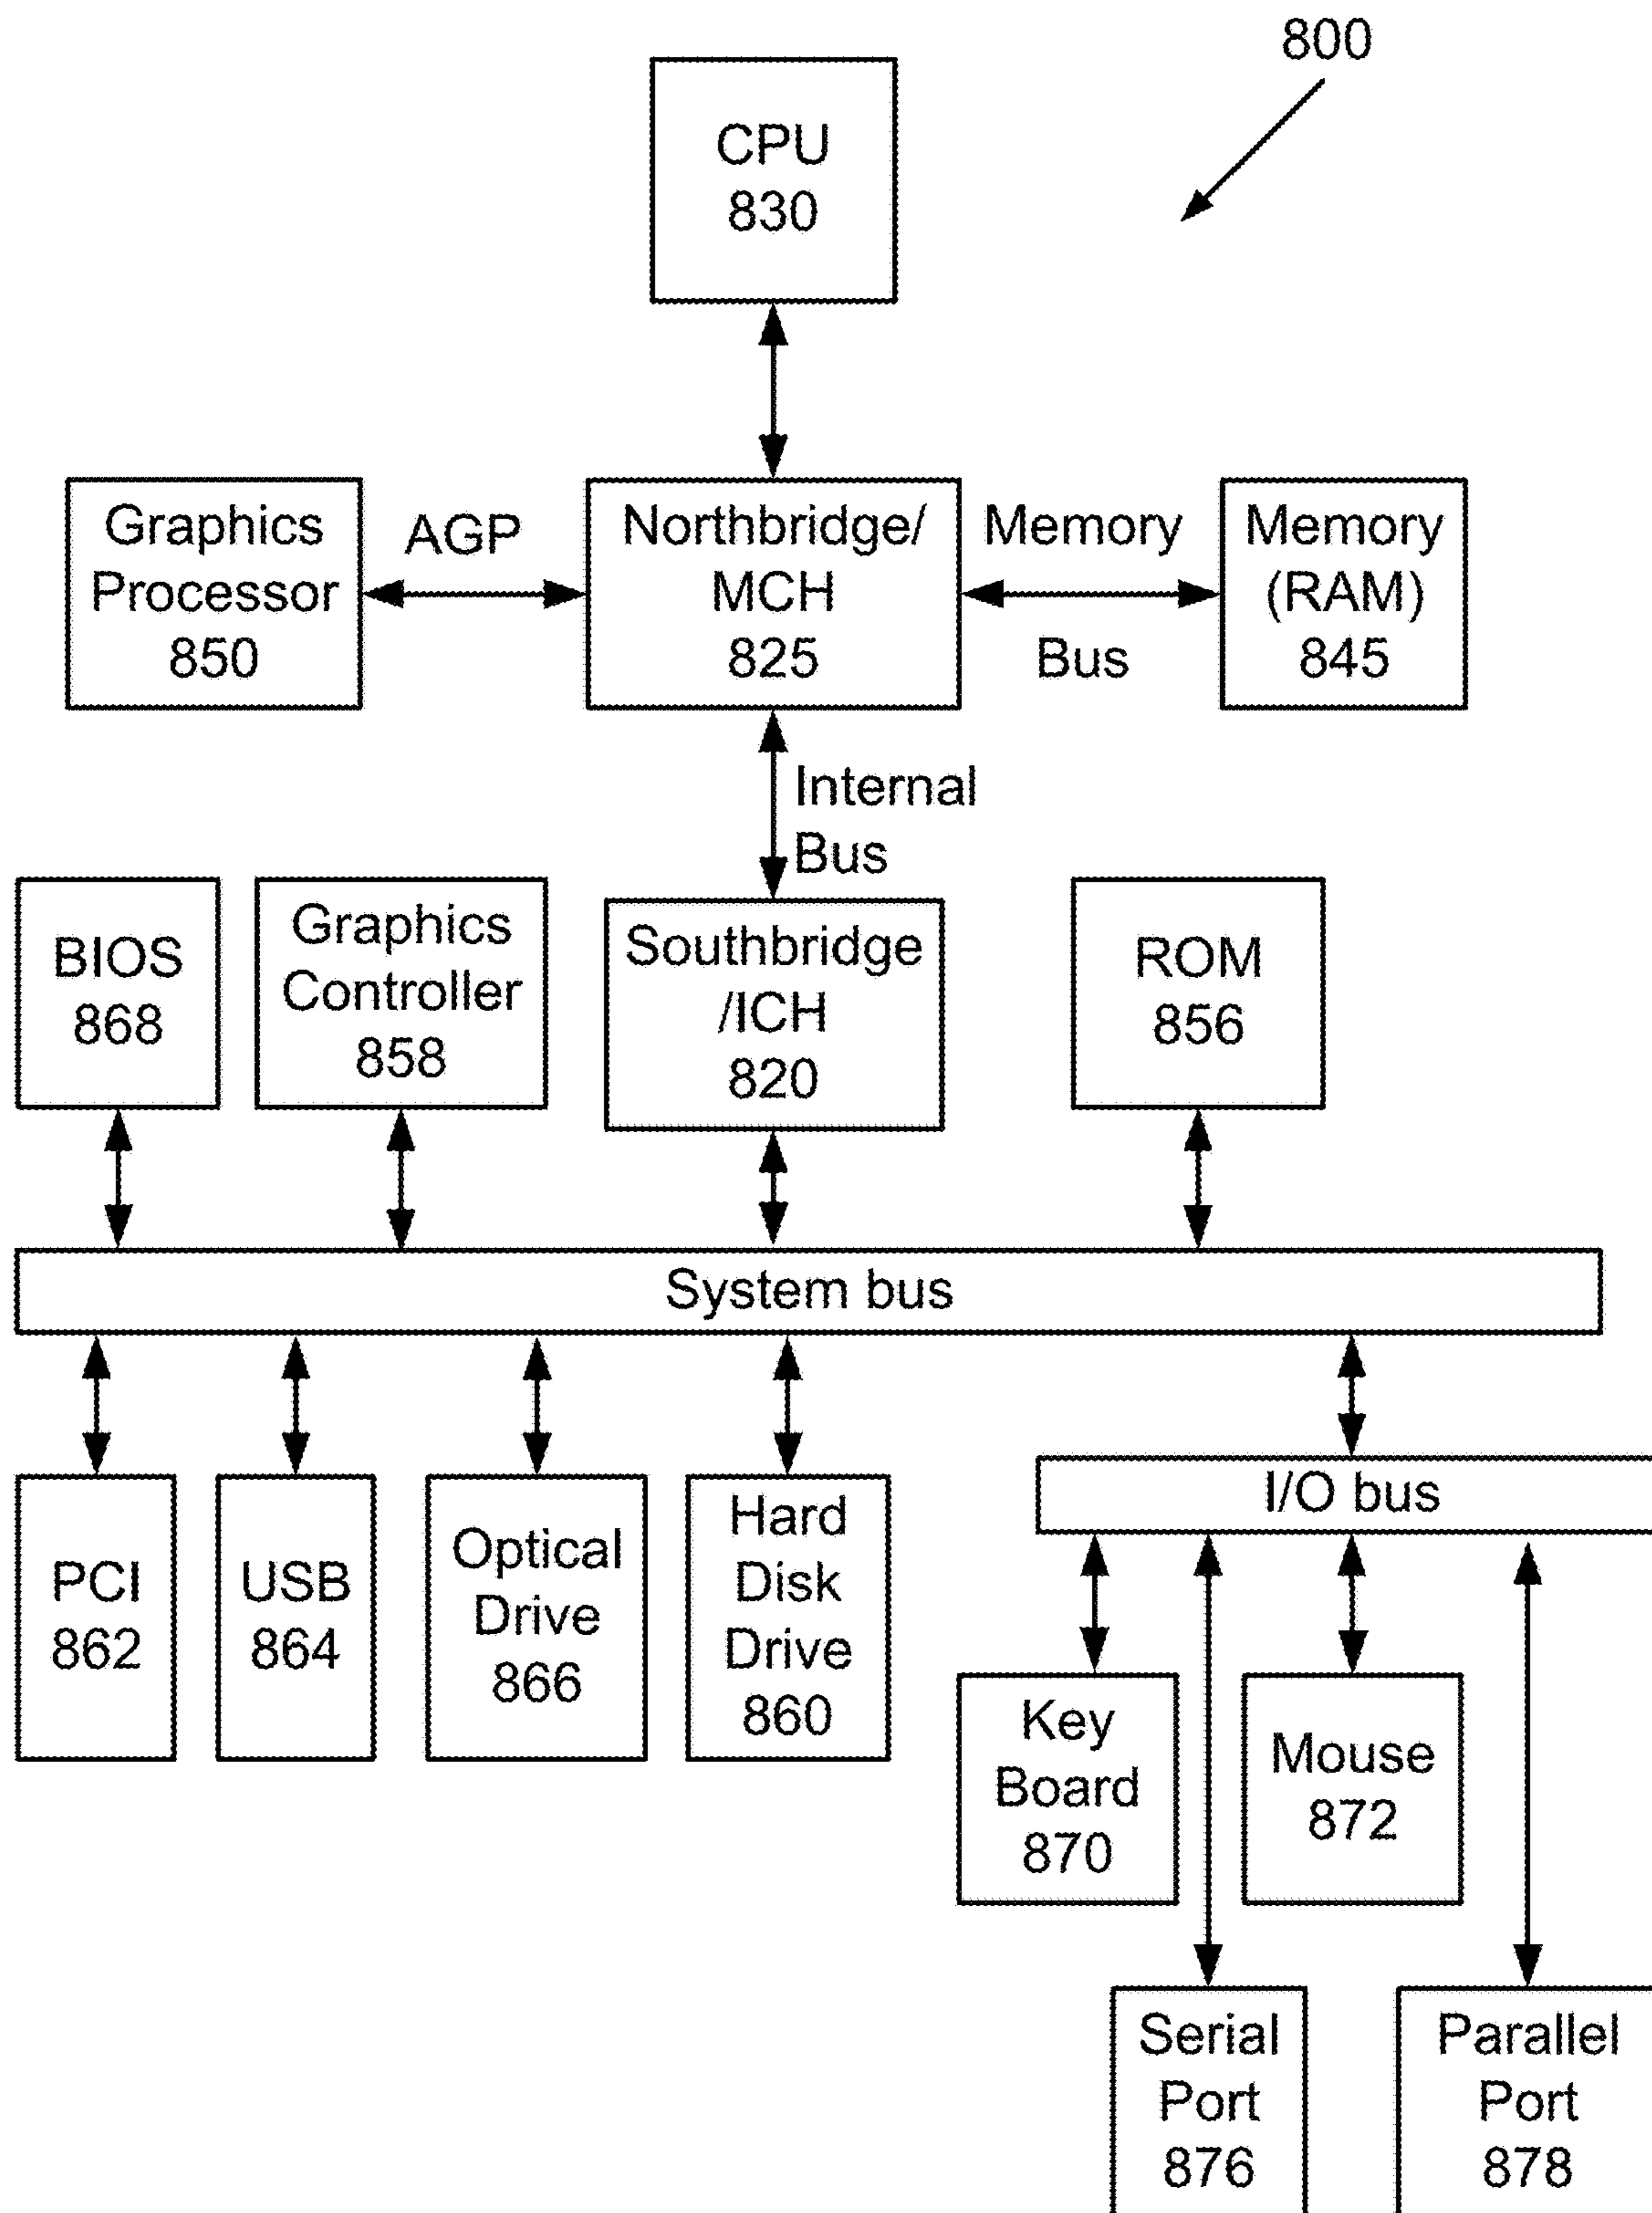 800
CPU
830
Graphics
Processor
850
AGP
Northbridge/
MCH
825
Memory
Bus
Memory
(RAM)
845
Internal
Bus
BIOS
868
Graphics
Controller
858
Southbridge
/ICH
820
ROM
856
System bus
PCI
862
USB
864
Optical
Drive
866
Hard
Disk
Drive
860
I/O bus
Key
Board
870
Mouse
872
Serial
Port
876
Parallel
Port
878